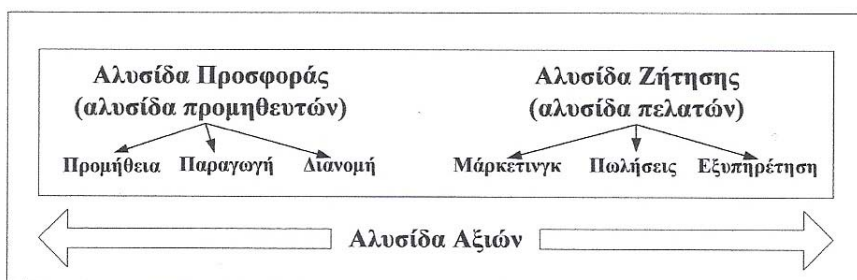 Αλυσίδα Προσφοράς
(αλυσίδα προμηθευτών)
Προμήθεια Παραγωγή Διανομή
Αλυσίδα Ζήτησης
(αλυσίδα πελατών)
Μάρκετινγκ Πωλήσεις Εξυπηρέτηση
Αλυσίδα Αξιών